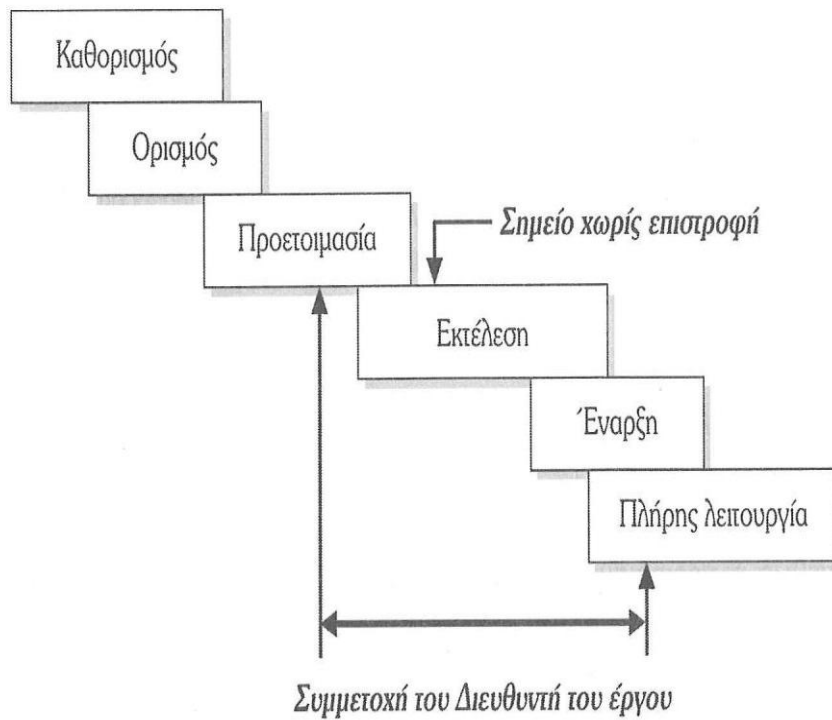 Καθορισμός
Ορισμός
Προετοιμασία
Σημείο χωρίς επιστροφή
Εκτέλεση
Έναρξη
Πλήρης λειτουργία
Συμμετοχή του Διευθυντή του έργου